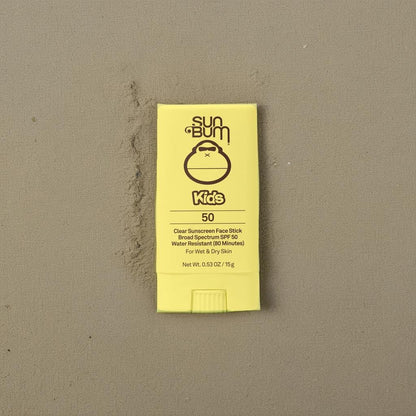 SUN
BUM
Kids
50
Clear Sunscreen Face Stick
Broad Spectrum SPF 50
Water Resistant (80 Minutes)
For Wet & Dry Skin
Net Wt. 0.53 OZ / 15 g